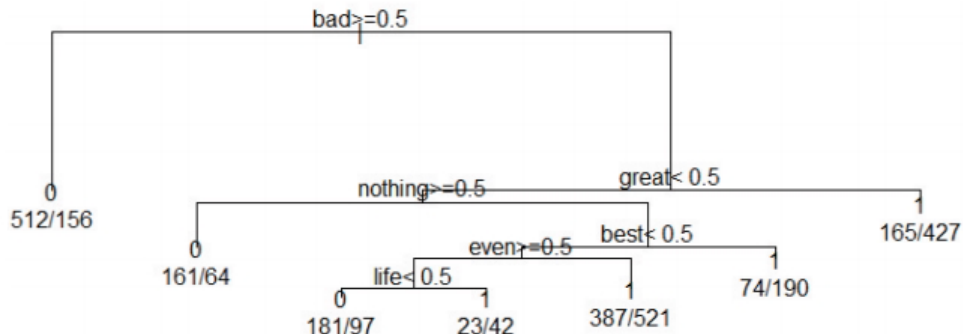 bad>=0.5
great< 0.5
nothing>=0.5
0
512/156
1
165/427
best< 0.5
even>=0.5
0
161/64
1
74/190
life< 0.5
0
181/97
1
23/42
1
387/521